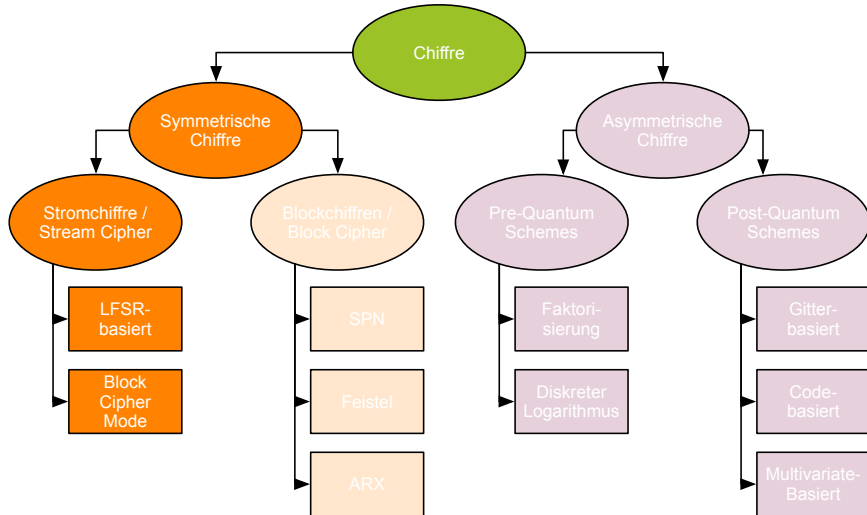 Chiffre
Symmetrische
Chiffre
Asymmetrische
Chiffre
Stromchiffre /
Stream Cipher
Blockchiffren /
Block Cipher
Pre-Quantum
Schemes
Post-Quantum
Schemes
LFSR-
basiert
SPN
Faktori-
sierung
Gitter-
basiert
Block
Cipher
Mode
Feistel
Diskreter
Logarithmus
Code-
basiert
ARX
Multivariate-
Basiert